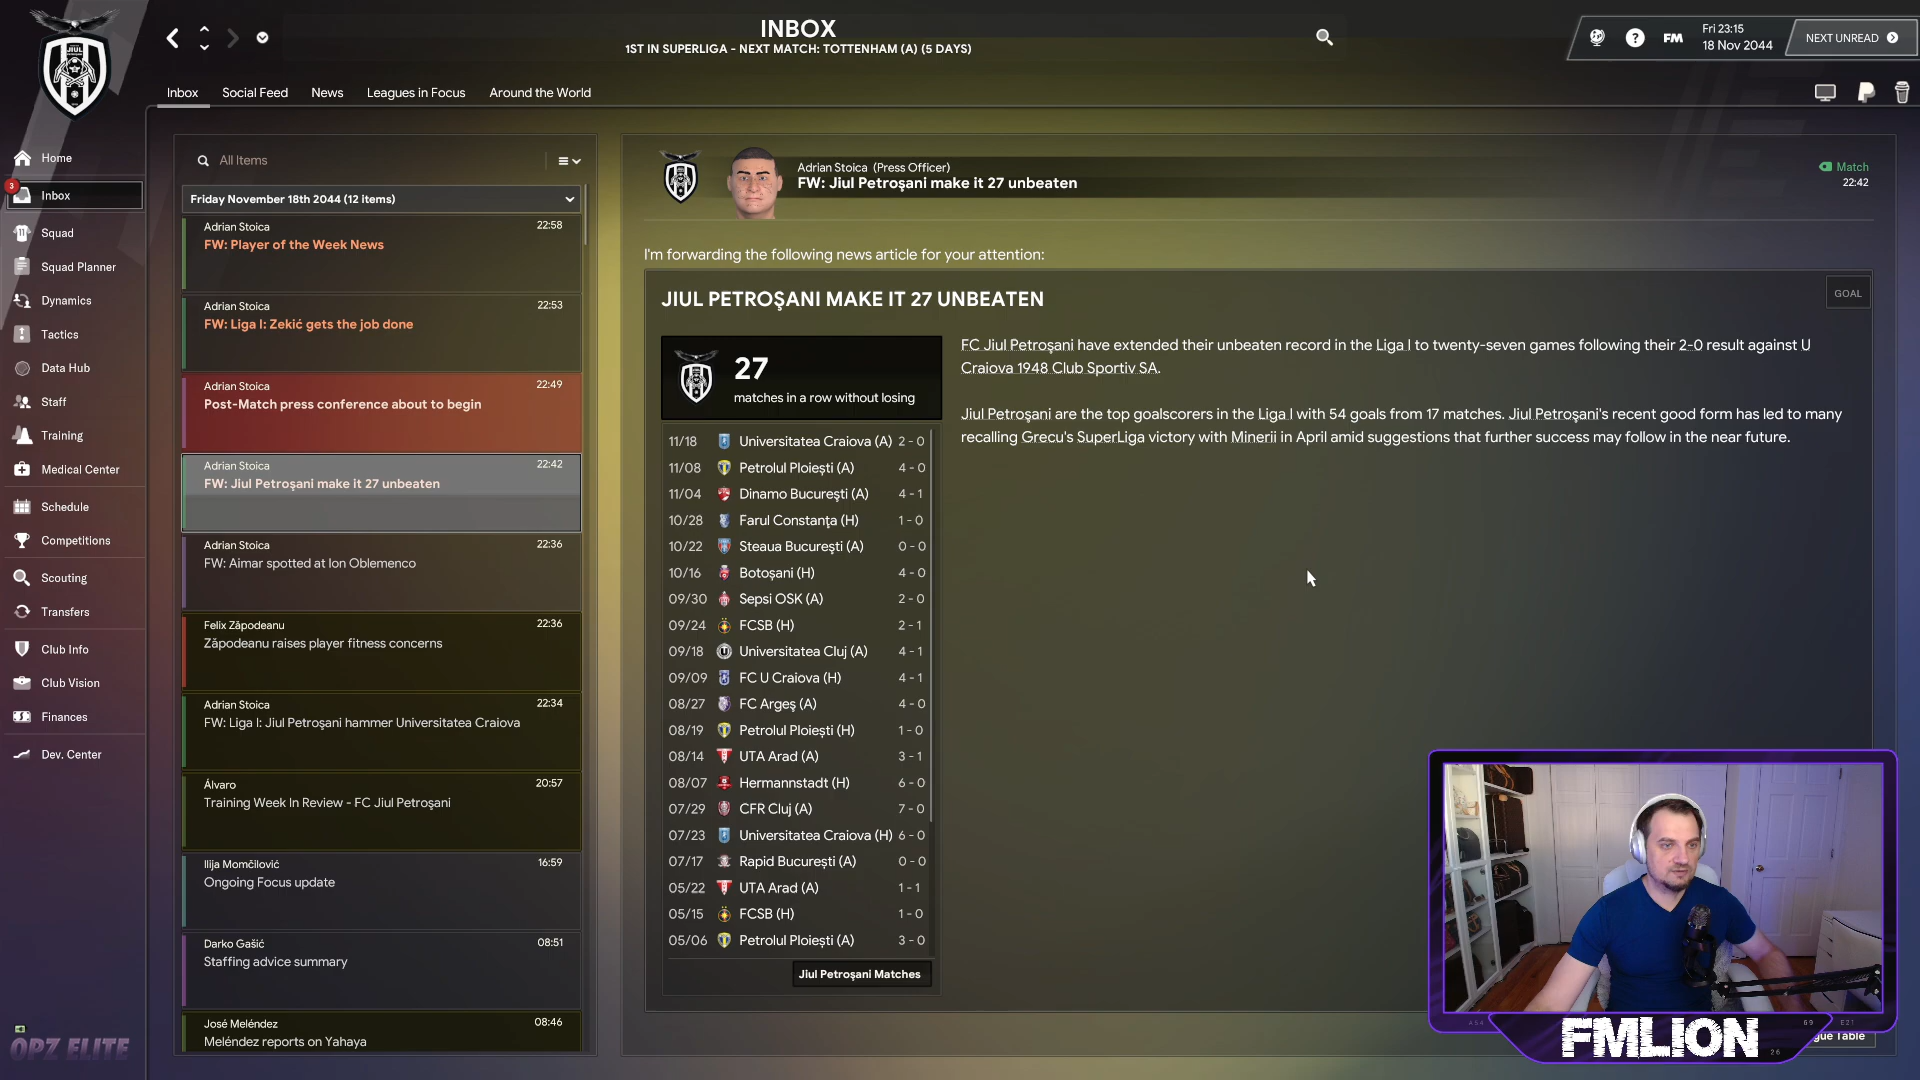 INBOX
1ST IN SUPERLIGA - NEXT MATCH: TOTTENHAM (A) (5 DAYS)
FM
Fri 23:15
18 Nov 2044
NEXT UNREAD
Inbox
Social Feed
News
Leagues in Focus
Around the World
Home
3
Inbox
Squad
Squad Planner
Dynamics
Tactics
Data Hub
Staff
Training
Medical Center
Schedule
Competitions
Scouting
Transfers
Club Info
Club Vision
Finances
Dev. Center
OPZ ELITE
All Items
Friday November 18th 2044 (12 items)
Adrian Stoica 22:58
FW: Player of the Week News
Adrian Stoica 22:53
FW: Liga I: Zekić gets the job done
Adrian Stoica 22:49
Post-Match press conference about to begin
Adrian Stoica 22:42
FW: Jiul Petroşani make it 27 unbeaten
Adrian Stoica 22:36
FW: Aimar spotted at Ion Oblemenco
Felix Zăpodeanu 22:36
Zăpodeanu raises player fitness concerns
Adrian Stoica 22:34
FW: Liga I: Jiul Petroşani hammer Universitatea Craiova
Álvaro 20:57
Training Week In Review - FC Jiul Petroşani
Ilija Momčilović 16:59
Ongoing Focus update
Darko Gašić 08:51
Staffing advice summary
José Meléndez 08:46
Meléndez reports on Yahaya
Adrian Stoica (Press Officer)
FW: Jiul Petroşani make it 27 unbeaten
Match
22:42
I'm forwarding the following news article for your attention:
JIUL PETROŞANI MAKE IT 27 UNBEATEN
GOAL
27
matches in a row without losing
11/18 Universitatea Craiova (A) 2 - 0
11/08 Petrolul Ploiești (A) 4 - 0
11/04 Dinamo Bucureşti (A) 4 - 1
10/28 Farul Constanţa (H) 1 - 0
10/22 Steaua Bucureşti (A) 0 - 0
10/16 Botoșani (H) 4 - 0
09/30 Sepsi OSK (A) 2 - 0
09/24 FCSB (H) 2 - 1
09/18 Universitatea Cluj (A) 4 - 1
09/09 FC U Craiova (H) 4 - 1
08/27 FC Argeş (A) 4 - 0
08/19 Petrolul Ploiești (H) 1 - 0
08/14 UTA Arad (A) 3 - 1
08/07 Hermannstadt (H) 6 - 0
07/29 CFR Cluj (A) 7 - 0
07/23 Universitatea Craiova (H) 6 - 0
07/17 Rapid București (A) 0 - 0
05/22 UTA Arad (A) 1 - 1
05/15 FCSB (H) 1 - 0
05/06 Petrolul Ploiești (A) 3 - 0
Jiul Petroşani Matches
FC Jiul Petroşani have extended their unbeaten record in the Liga I to twenty-seven games following their 2-0 result against U
Craiova 1948 Club Sportiv SA.
Jiul Petroşani are the top goalscorers in the Liga I with 54 goals from 17 matches. Jiul Petroşani's recent good form has led to many
recalling Grecu's SuperLiga victory with Minerii in April amid suggestions that further success may follow in the near future.
FMLION
gue Table